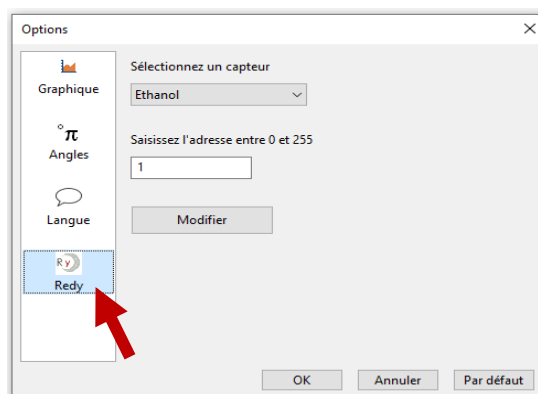 Options
Graphique
π
Angles
Langue
Ry
Redy
Sélectionnez un capteur
Ethanol
Saisissez l'adresse entre 0 et 255
1
Modifier
OK
Annuler
Par défaut